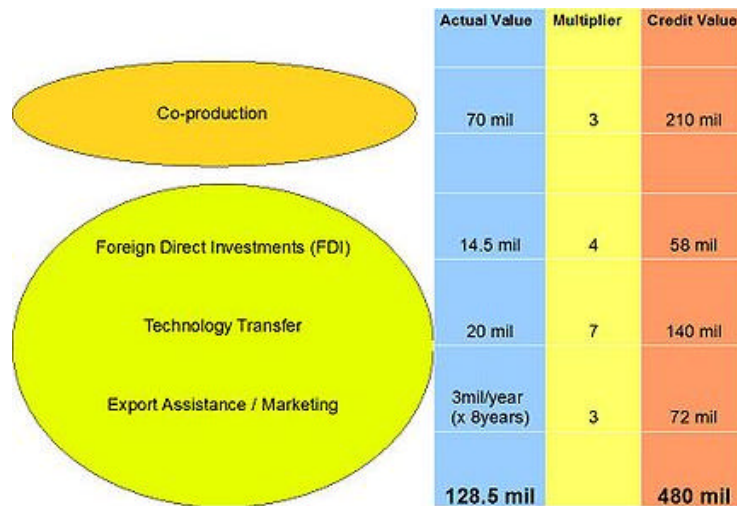 Actual Value Multiplier Credit Value
Co-production 70 mil 3 210 mil
Foreign Direct Investments (FDI) 14.5 mil 4 58 mil
Technology Transfer 20 mil 7 140 mil
Export Assistance / Marketing 3mil/year
(x 8years) 3 72 mil
128.5 mil 480 mil